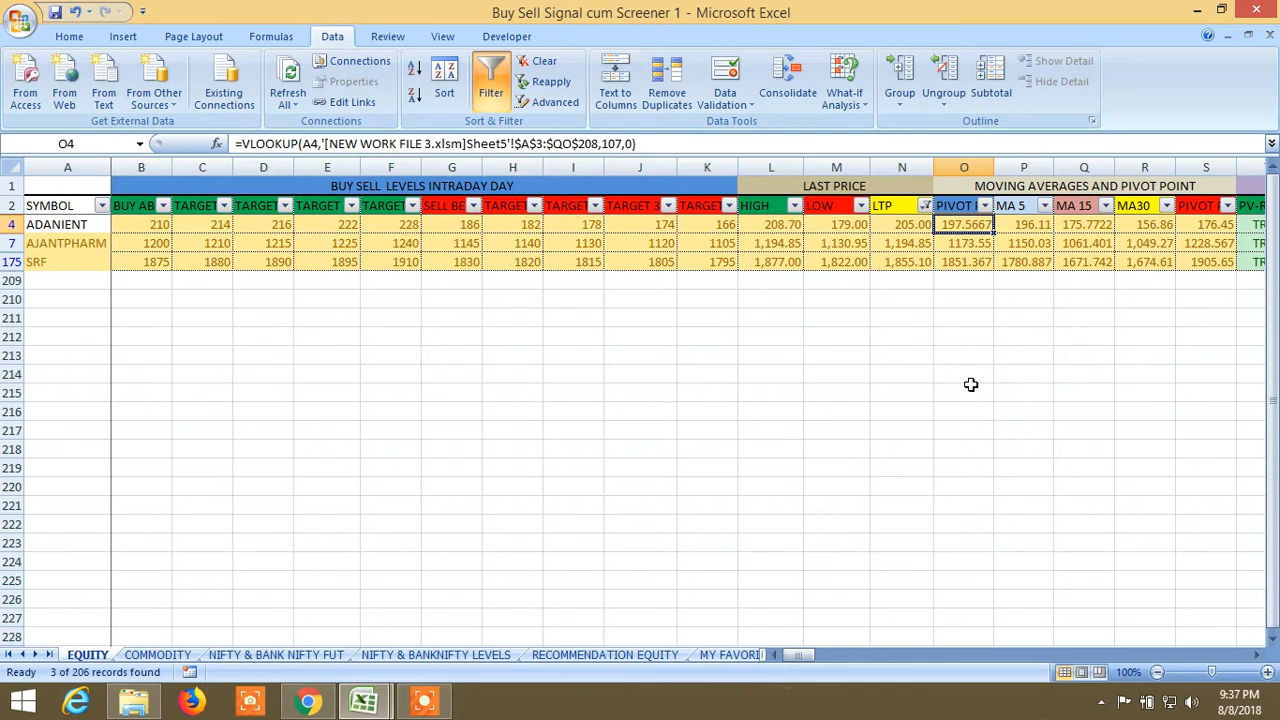 Buy Sell Signal cum Screener 1 - Microsoft Excel
Home Insert Page Layout Formulas Data Review View Developer
From Access From Web From Text From Other Sources Existing Connections Refresh All Connections Properties Edit Links Sort Filter Clear Reapply Advanced Text to Columns Remove Duplicates Data Validation Consolidate What-If Analysis Group Ungroup Subtotal Show Detail Hide Detail
Get External Data Connections Sort & Filter Data Tools Outline
O4 fx =VLOOKUP(A4,'[NEW WORK FILE 3.xlsm]Sheet5'!$A$3:$QO$208,107,0)
A B C D E F G H I J K L M N O P Q R S
1 BUY SELL LEVELS INTRADAY DAY LAST PRICE MOVING AVERAGES AND PIVOT POINT
2 SYMBOL BUY AB TARGET TARGET TARGET TARGET SELL BE TARGET TARGET TARGET 3 TARGET HIGH LOW LTP PIVOT MA 5 MA 15 MA30 PIVOT PV-R
4 ADANIENT 210 214 216 222 228 186 182 178 174 166 208.70 179.00 205.00 197.5667 196.11 175.7722 156.86 176.45 TR
7 AJANTPHARM 1200 1210 1215 1225 1240 1145 1140 1130 1120 1105 1,194.85 1,130.95 1,194.85 1173.55 1150.03 1061.401 1,049.27 1228.567 TR
175 SRF 1875 1880 1890 1895 1910 1830 1820 1815 1805 1795 1,877.00 1,822.00 1,855.10 1851.367 1780.887 1671.742 1,674.61 1905.65 TR
209
210
211
212
213
214
215
216
217
218
219
220
221
222
223
224
225
226
227
228
EQUITY COMMODITY NIFTY & BANK NIFTY FUT NIFTY & BANKNIFTY LEVELS RECOMMENDATION EQUITY MY FAVORI
Ready 3 of 206 records found 100%
9:37 PM
8/8/2018